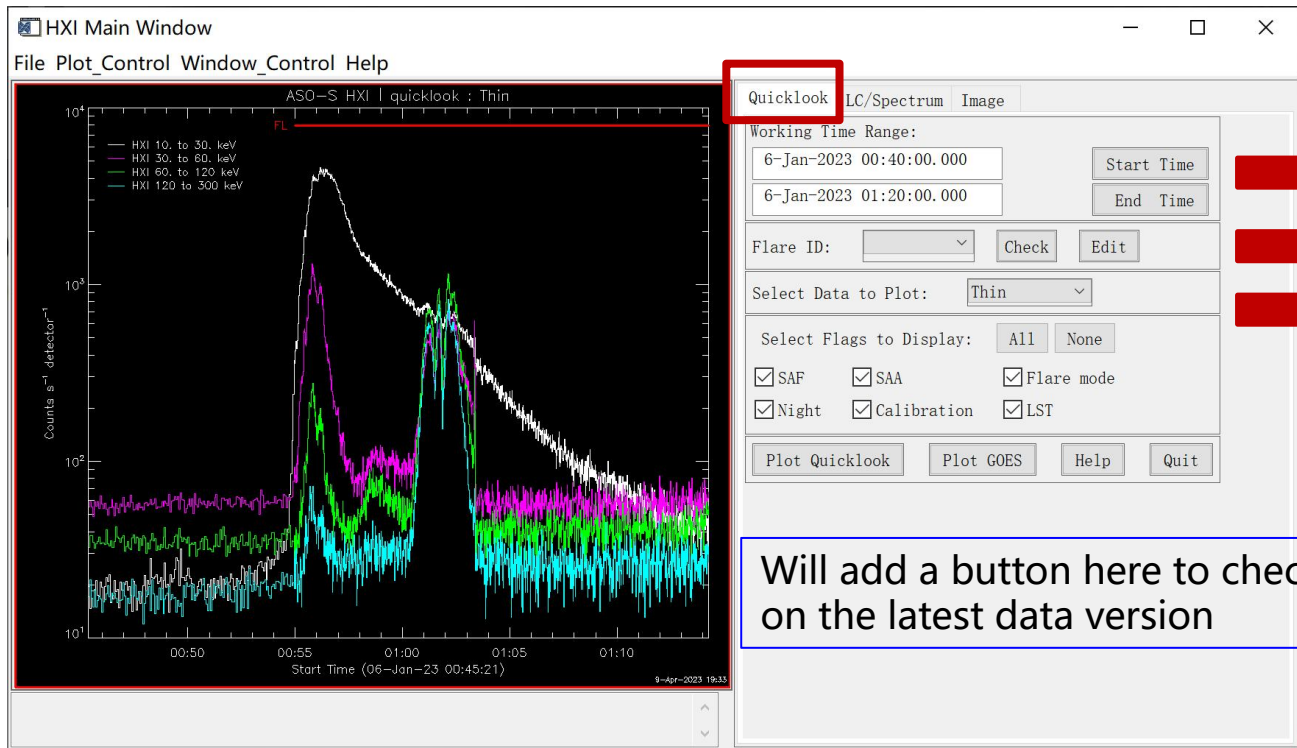 HXI Main Window
File Plot_Control Window_Control Help
ASO-S HXI | quicklook : Thin
FL
HXI 10. to 30. keV
HXI 30. to 60. keV
HXI 60. to 120 keV
HXI 120 to 300 keV
10⁴
10³
10²
10¹
Counts s⁻¹ detector⁻¹
00:50 00:55 01:00 01:05 01:10
Start Time (06-Jan-23 00:45:21)
9-Apr-2023 19:33
Quicklook LC/Spectrum Image
Working Time Range:
6-Jan-2023 00:40:00.000 Start Time
6-Jan-2023 01:20:00.000 End Time
Flare ID: Check Edit
Select Data to Plot: Thin
Select Flags to Display: All None
SAF SAA Flare mode
Night Calibration LST
Plot Quicklook Plot GOES Help Quit
Will add a button here to chec
on the latest data version